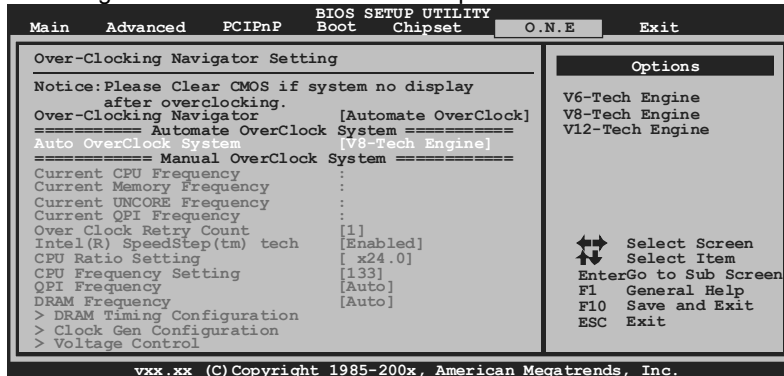 BIOS SETUP UTILITY
Main Advanced PCIPnP Boot Chipset O.N.E Exit
Over-Clocking Navigator Setting
Notice:Please Clear CMOS if system no display
after overclocking.
Over-Clocking Navigator [Automate OverClock]
=========== Automate OverClock System ===========
Auto OverClock System [V8-Tech Engine]
============ Manual OverClock System ============
Current CPU Frequency :
Current Memory Frequency :
Current UNCORE Frequency :
Current QPI Frequency :
Over Clock Retry Count [1]
Intel(R) SpeedStep(tm) tech [Enabled]
CPU Ratio Setting [ x24.0]
CPU Frequency Setting [133]
QPI Frequency [Auto]
DRAM Frequency [Auto]
> DRAM Timing Configuration
> Clock Gen Configuration
> Voltage Control
Options
V6-Tech Engine
V8-Tech Engine
V12-Tech Engine
Select Screen
Select Item
EnterGo to Sub Screen
F1 General Help
F10 Save and Exit
ESC Exit
vxx.xx (C)Copyright 1985-200x, American Megatrends, Inc.